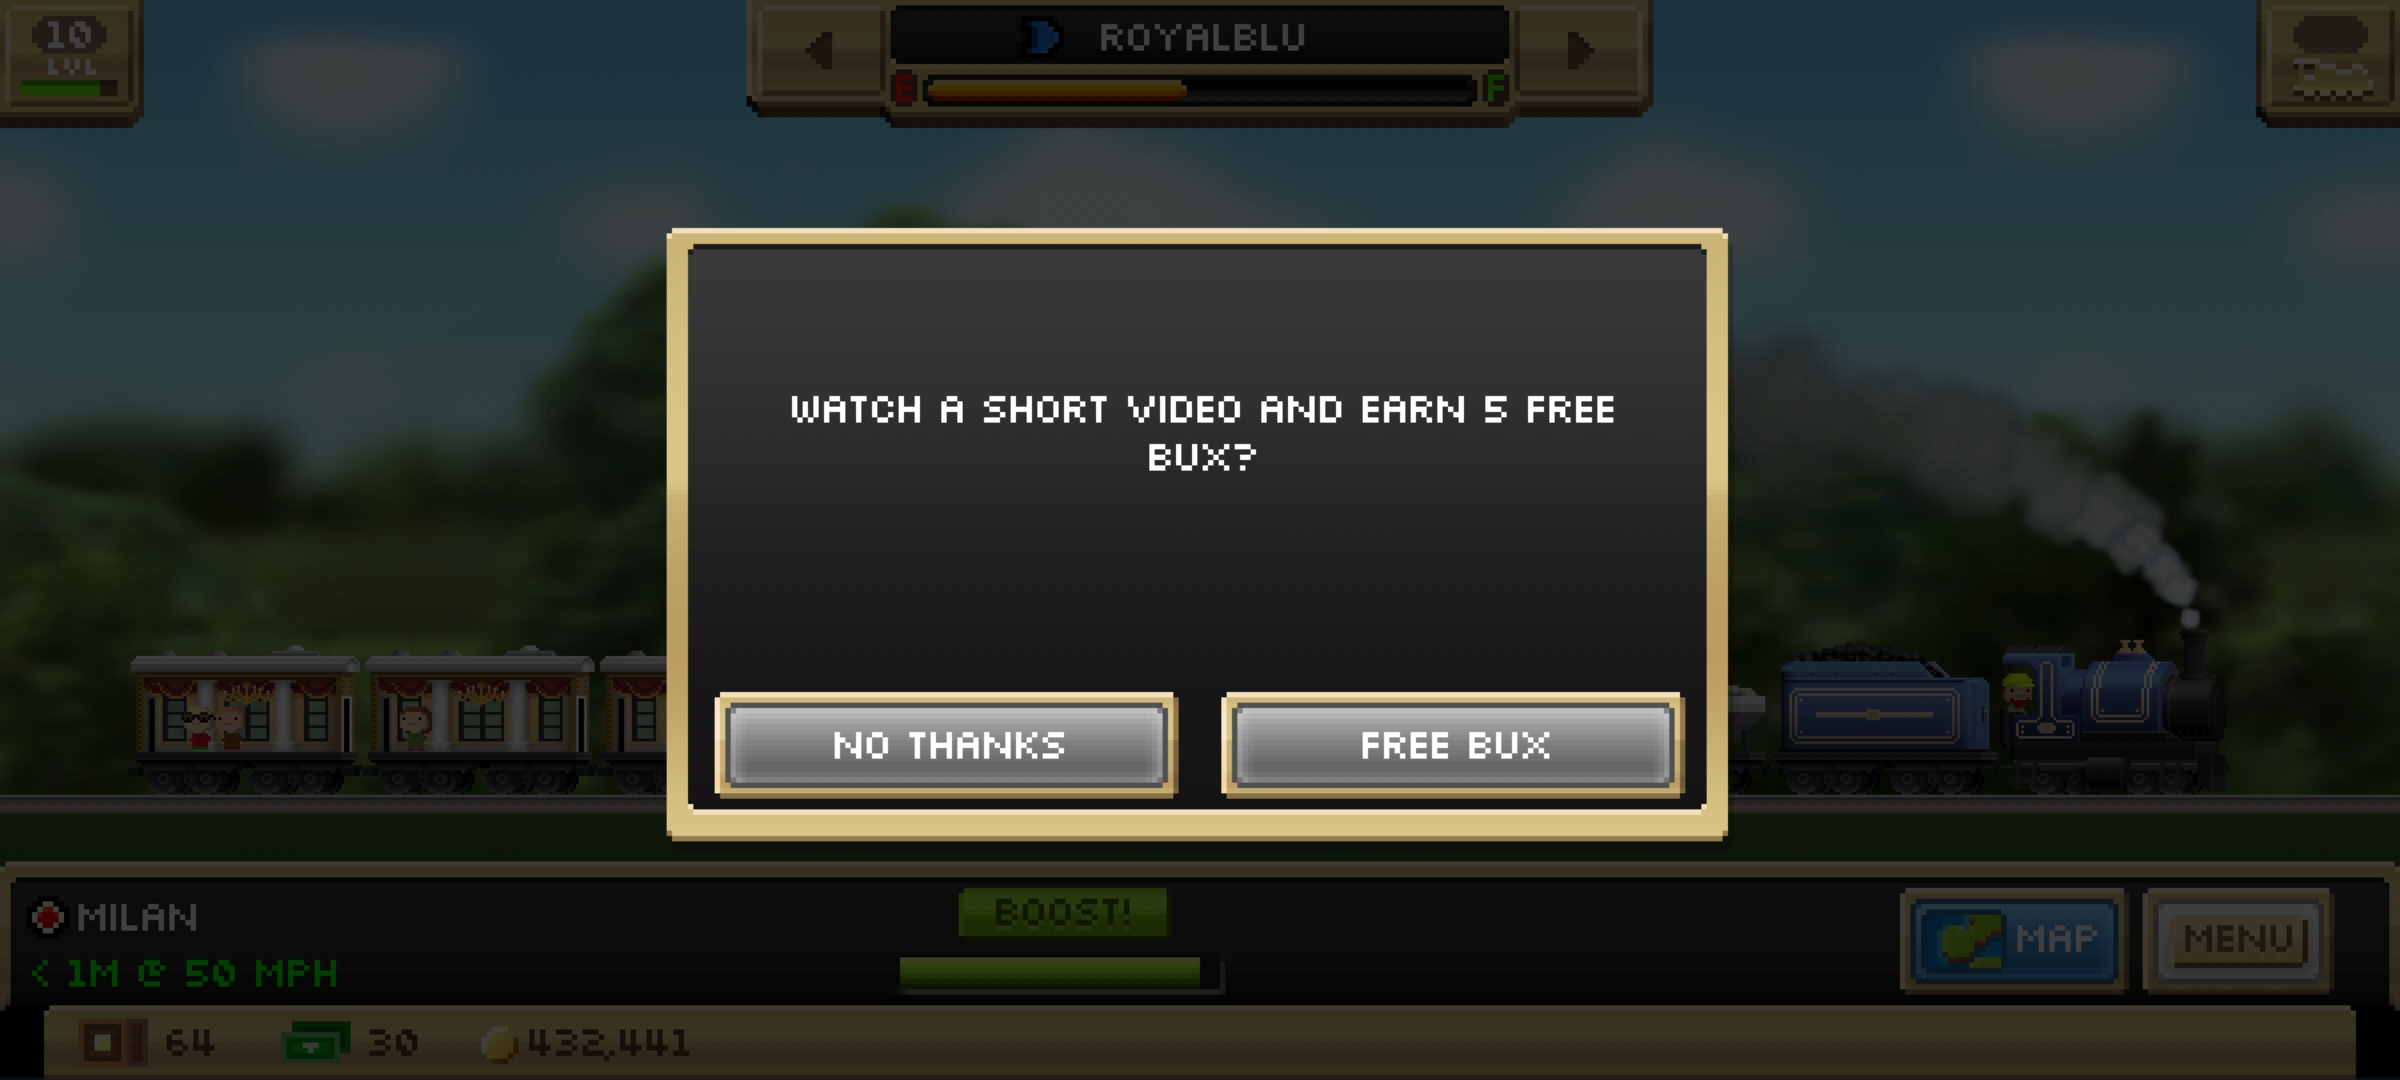 10
LVL
ROYALBLU
E F
WATCH A SHORT VIDEO AND EARN 5 FREE
BUX?
NO THANKS
FREE BUX
MILAN
BOOST!
MAP
MENU
< 1M @ 50 MPH
64
30
432,441